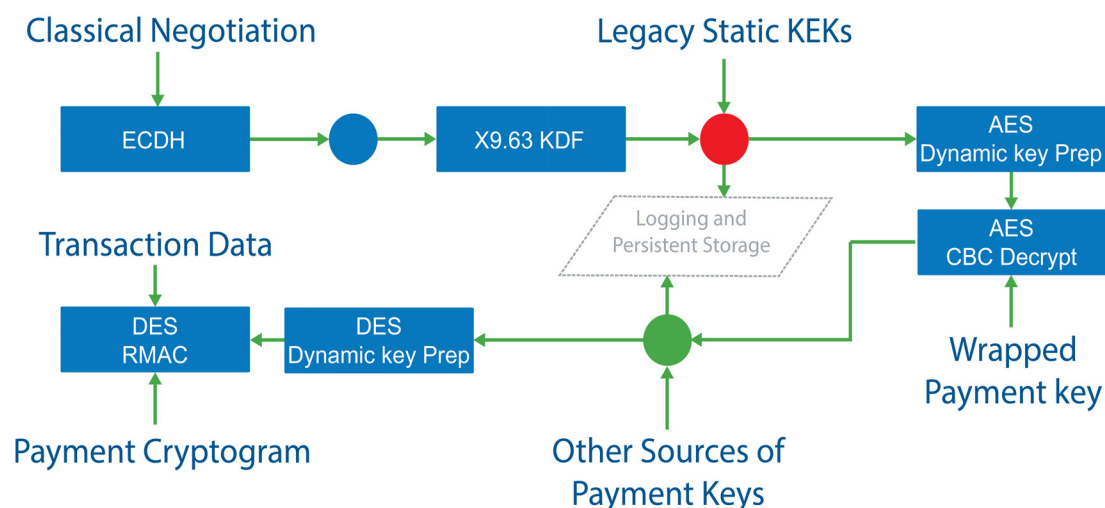 Classical Negotiation
Legacy Static KEKs
ECDH
X9.63 KDF
AES
Dynamic key Prep
Logging and
Persistent Storage
AES
CBC Decrypt
Transaction Data
DES
RMAC
DES
Dynamic key Prep
Wrapped
Payment key
Payment Cryptogram
Other Sources of
Payment Keys